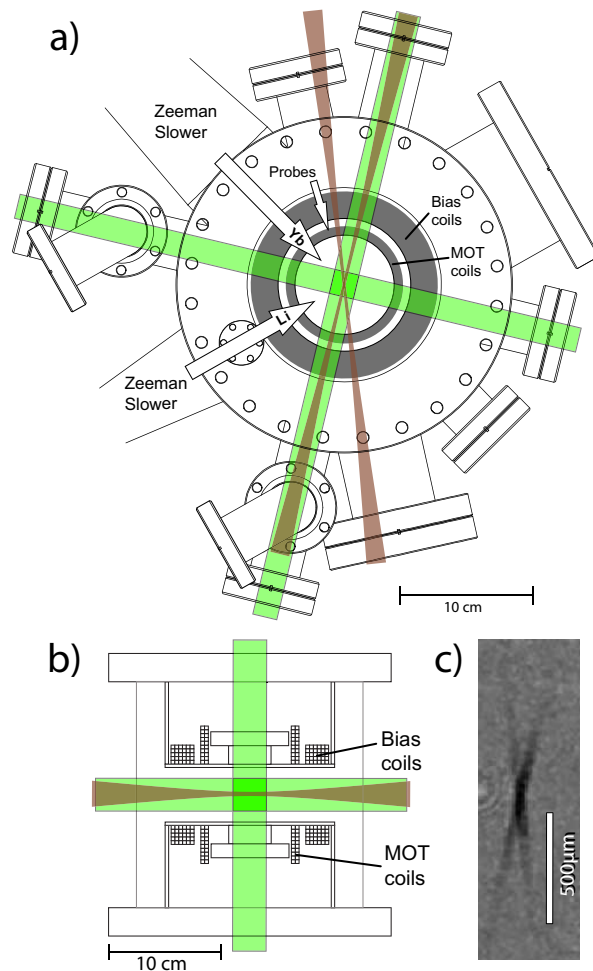 a)
Zeeman
Slower
Probes
Yb
Bias
coils
MOT
coils
Li
Zeeman
Slower
10 cm
b)
Bias
coils
MOT
coils
10 cm
c)
500µm